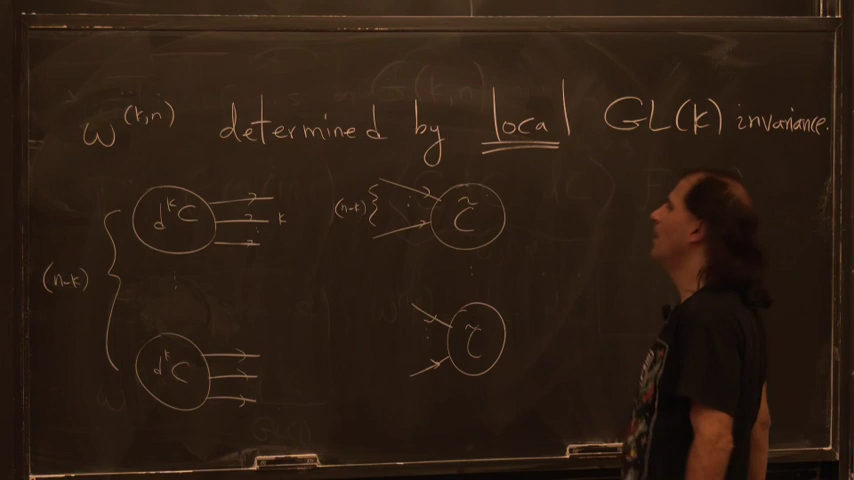 ω^(k,n) determined by local GL(k) invariance.
d^k C k (n-k) C̃
(n-k)
d^k C C̃